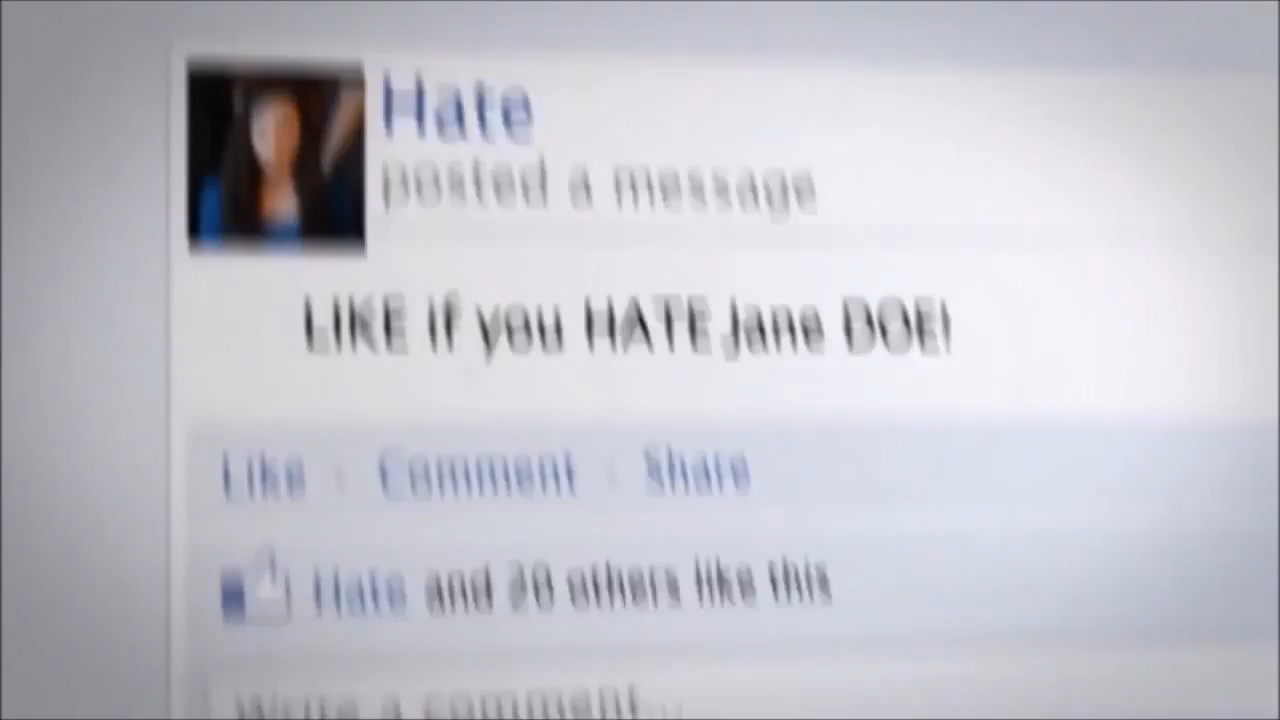 Hate
posted a message
LIKE if you HATE Jane DOE!
Like · Comment · Share
Hate and 20 others like this
Write a comment...